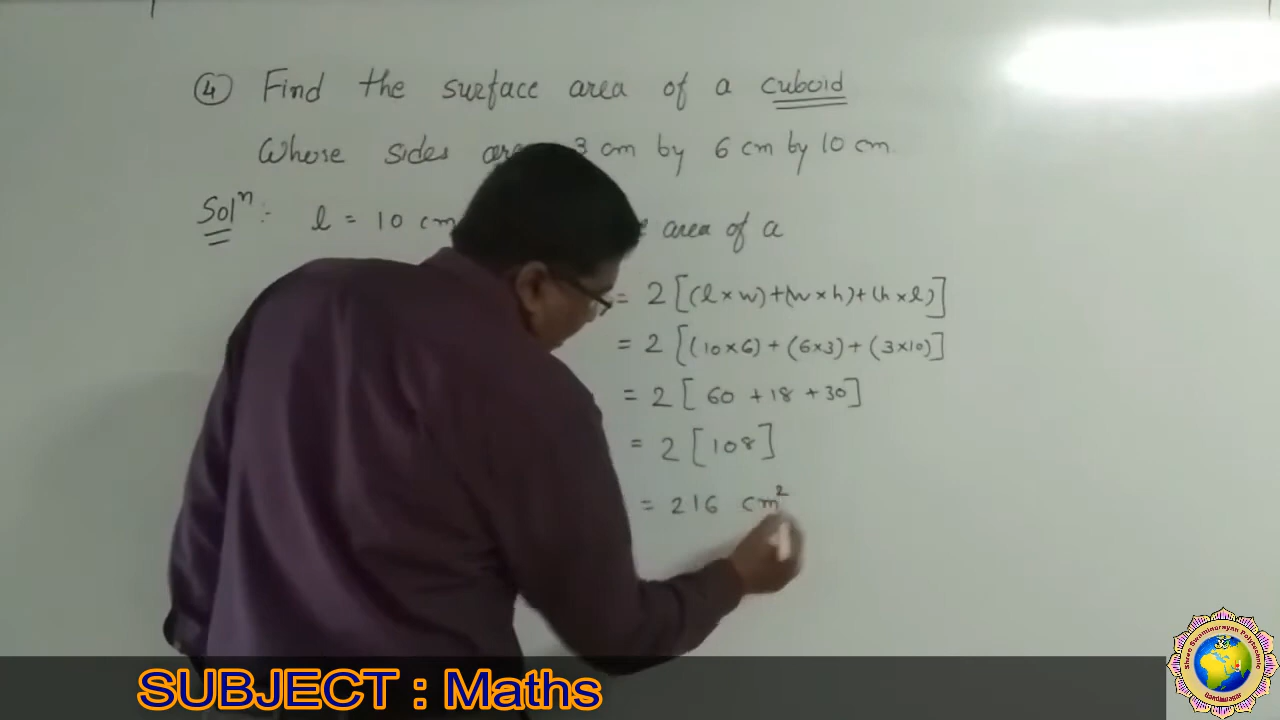 ④ Find the surface area of a cuboid
Whose sides are 3 cm by 6 cm by 10 cm
Solⁿ :- l = 10 cm area of a
= 2 [(l × w) + (w × h) + (h × l)]
= 2 [(10×6) + (6×3) + (3×10)]
= 2 [ 60 + 18 + 30 ]
= 2 [108]
= 216 cm²
SUBJECT : Maths